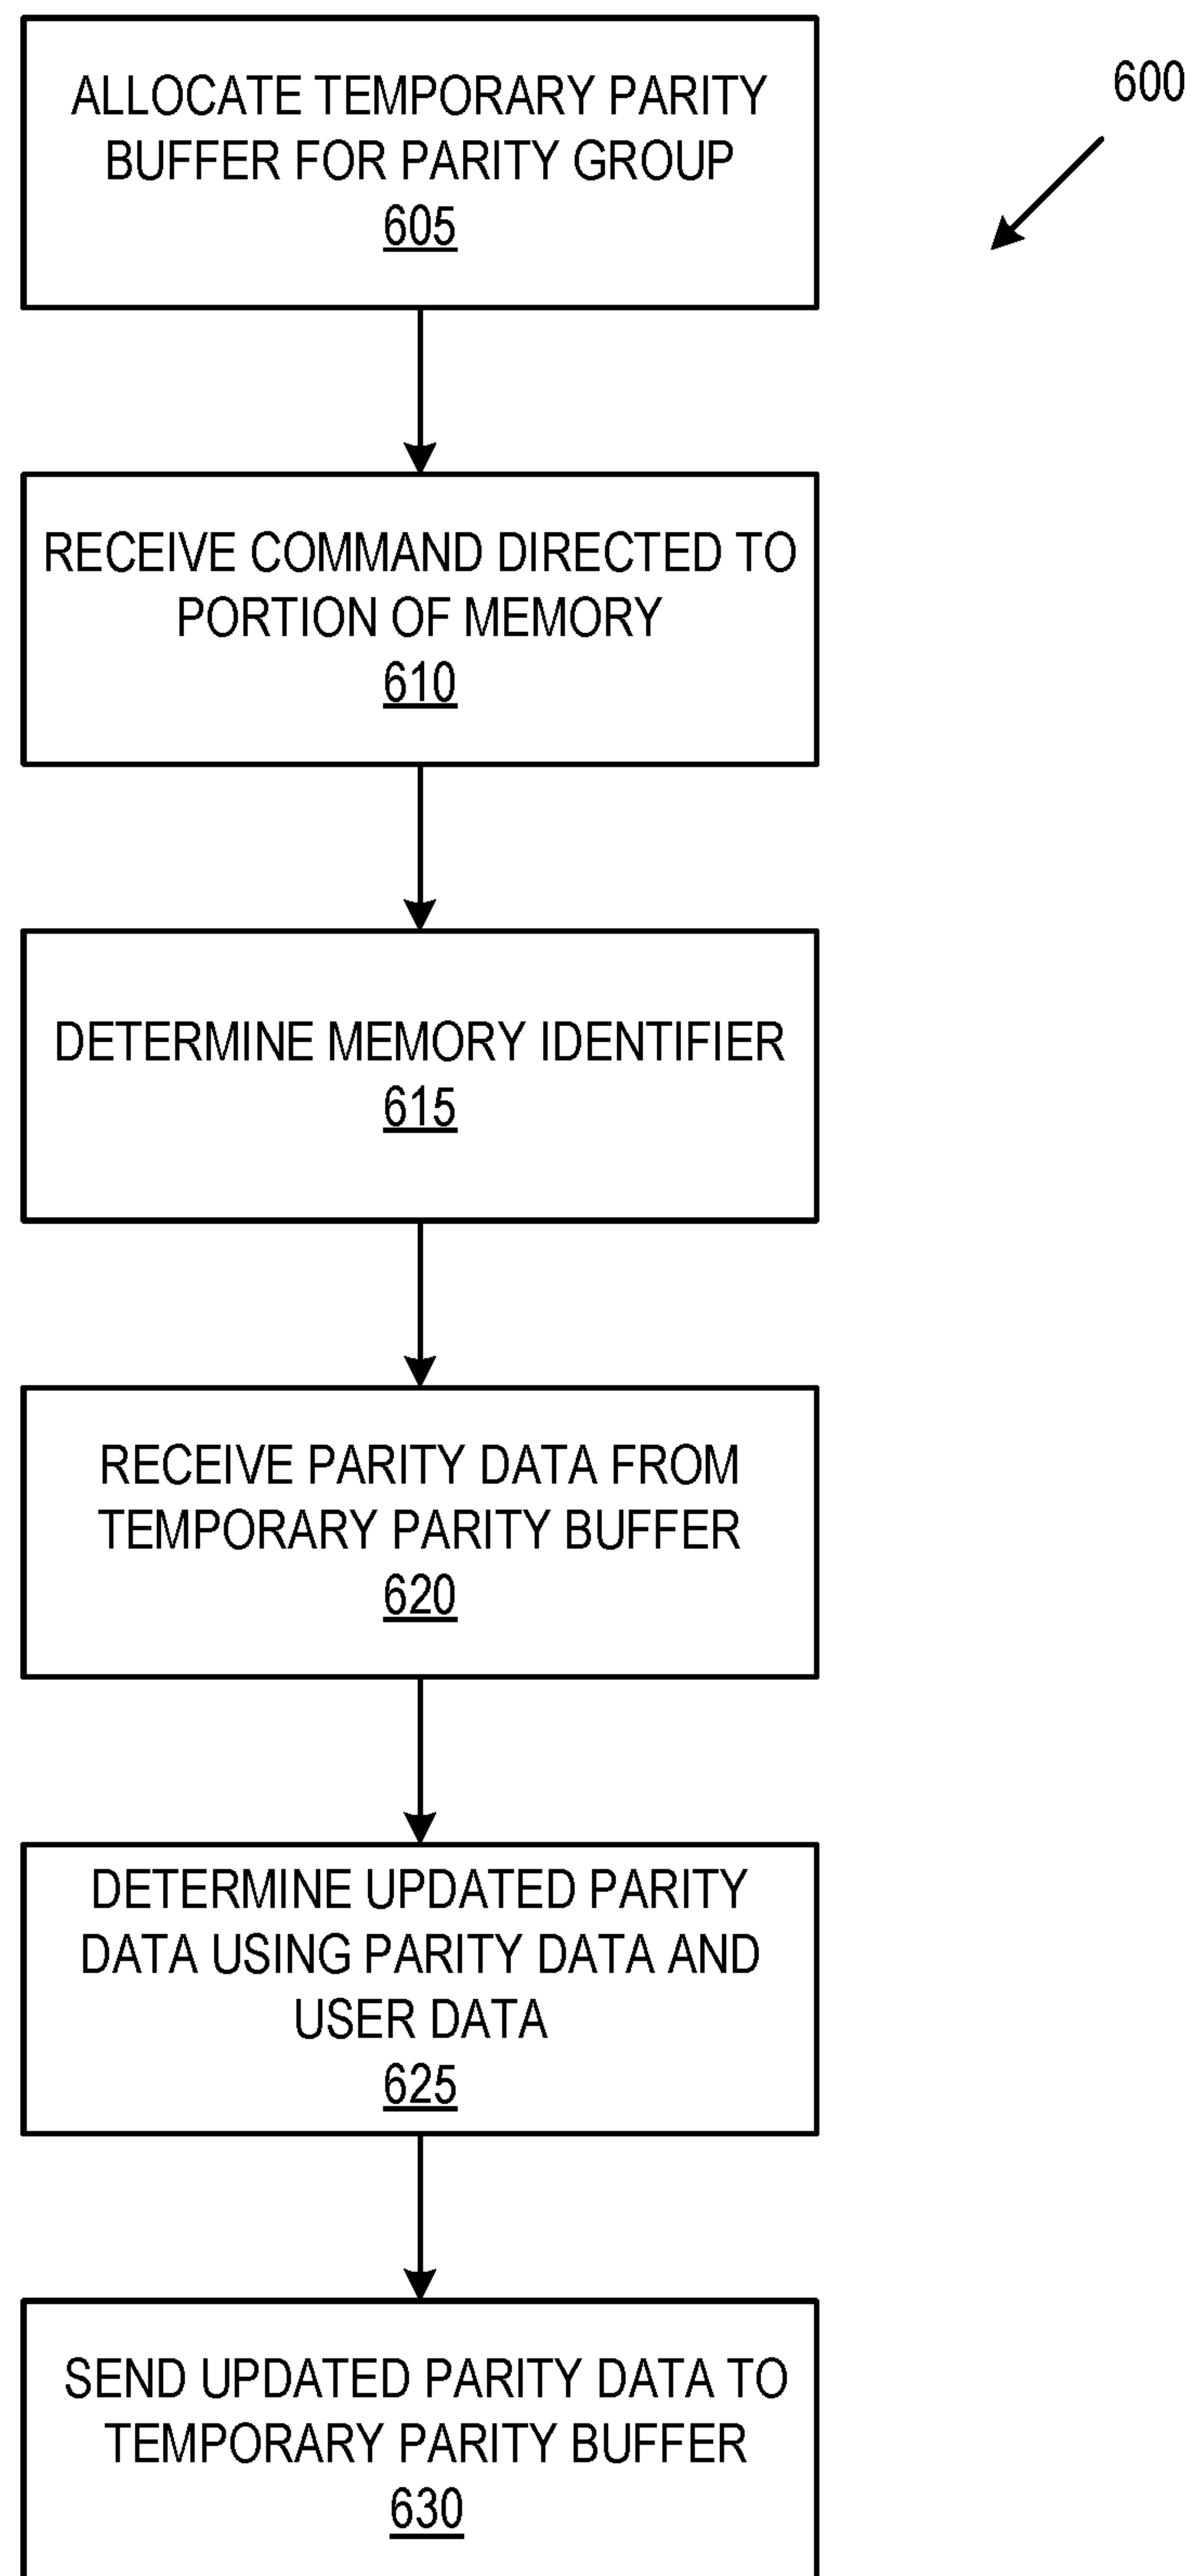 ALLOCATE TEMPORARY PARITY
BUFFER FOR PARITY GROUP
605
600
RECEIVE COMMAND DIRECTED TO
PORTION OF MEMORY
610
DETERMINE MEMORY IDENTIFIER
615
RECEIVE PARITY DATA FROM
TEMPORARY PARITY BUFFER
620
DETERMINE UPDATED PARITY
DATA USING PARITY DATA AND
USER DATA
625
SEND UPDATED PARITY DATA TO
TEMPORARY PARITY BUFFER
630